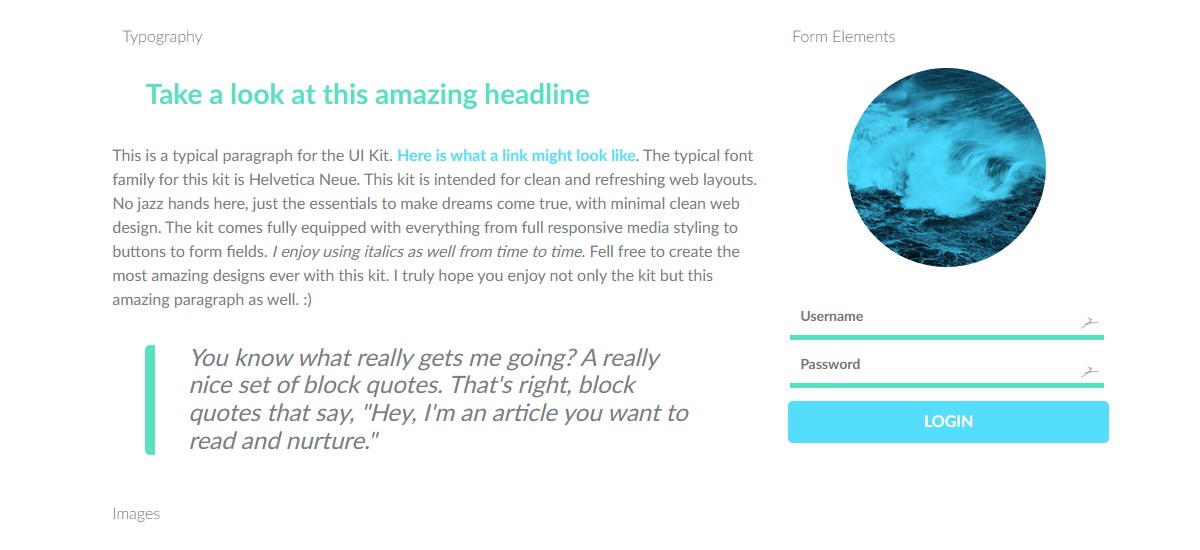 Typography
Take a look at this amazing headline
This is a typical paragraph for the UI Kit. Here is what a link might look like. The typical font
family for this kit is Helvetica Neue. This kit is intended for clean and refreshing web layouts.
No jazz hands here, just the essentials to make dreams come true, with minimal clean web
design. The kit comes fully equipped with everything from full responsive media styling to
buttons to form fields. I enjoy using italics as well from time to time. Fell free to create the
most amazing designs ever with this kit. I truly hope you enjoy not only the kit but this
amazing paragraph as well. :)
You know what really gets me going? A really
nice set of block quotes. That's right, block
quotes that say, "Hey, I'm an article you want to
read and nurture."
Images
Form Elements
Username
Password
LOGIN